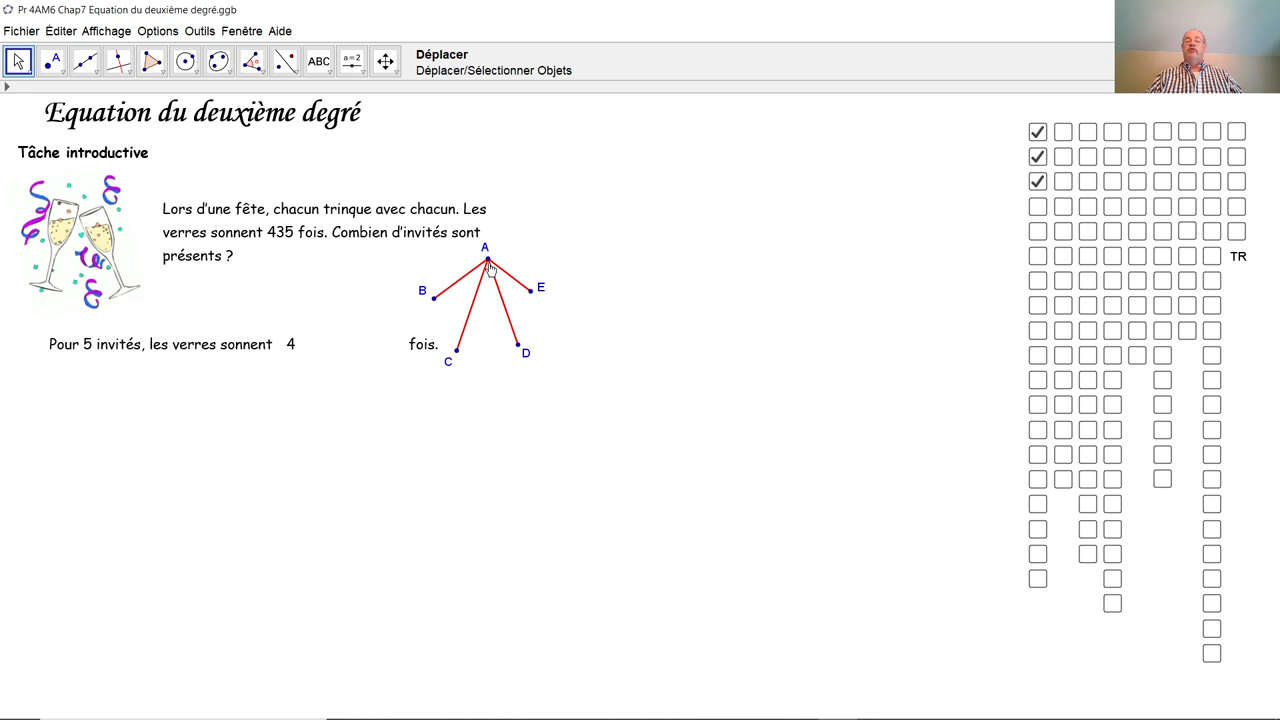 Pr 4AM6 Chap7 Equation du deuxième degré.ggb
Fichier Éditer Affichage Options Outils Fenêtre Aide
A
ABC
a=2
Déplacer
Déplacer/Sélectionner Objets
Equation du deuxième degré
Tâche introductive
Lors d'une fête, chacun trinque avec chacun. Les
verres sonnent 435 fois. Combien d'invités sont
présents ?
A
B
E
C
D
Pour 5 invités, les verres sonnent 4 fois.
TR